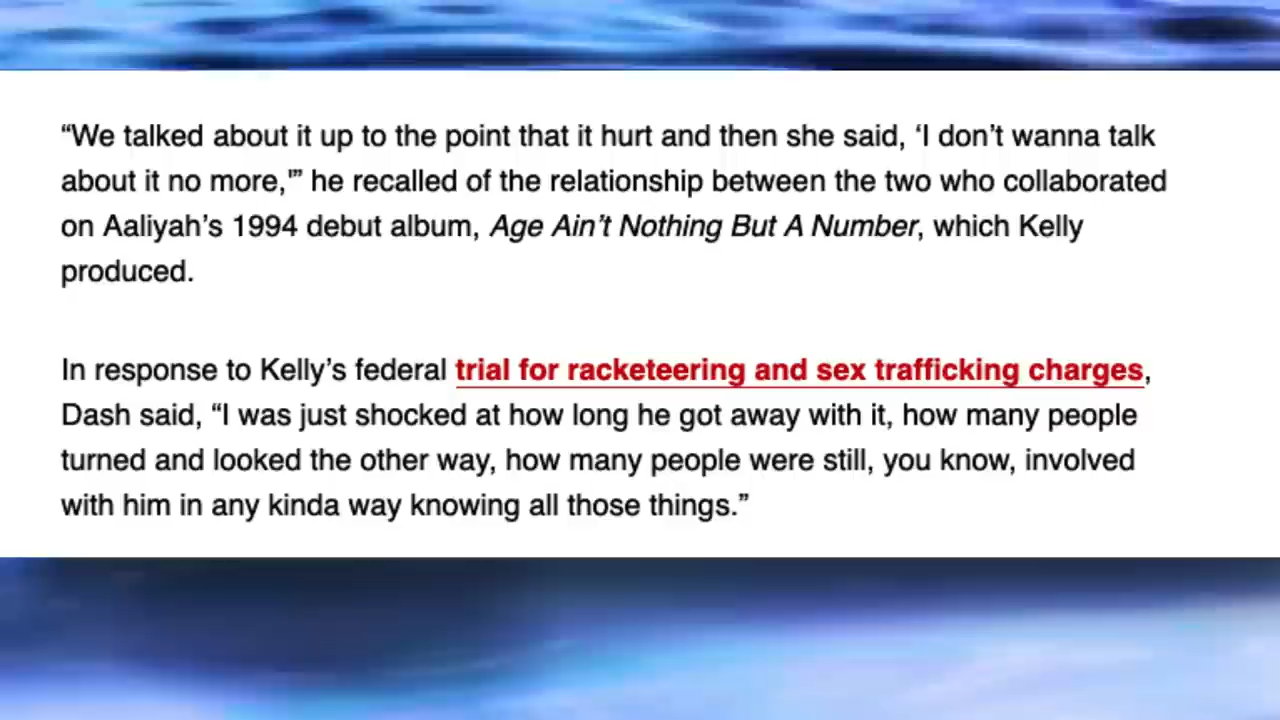 “We talked about it up to the point that it hurt and then she said, ‘I don’t wanna talk
about it no more,’” he recalled of the relationship between the two who collaborated
on Aaliyah’s 1994 debut album, Age Ain’t Nothing But A Number, which Kelly
produced.
In response to Kelly’s federal trial for racketeering and sex trafficking charges,
Dash said, “I was just shocked at how long he got away with it, how many people
turned and looked the other way, how many people were still, you know, involved
with him in any kinda way knowing all those things.”